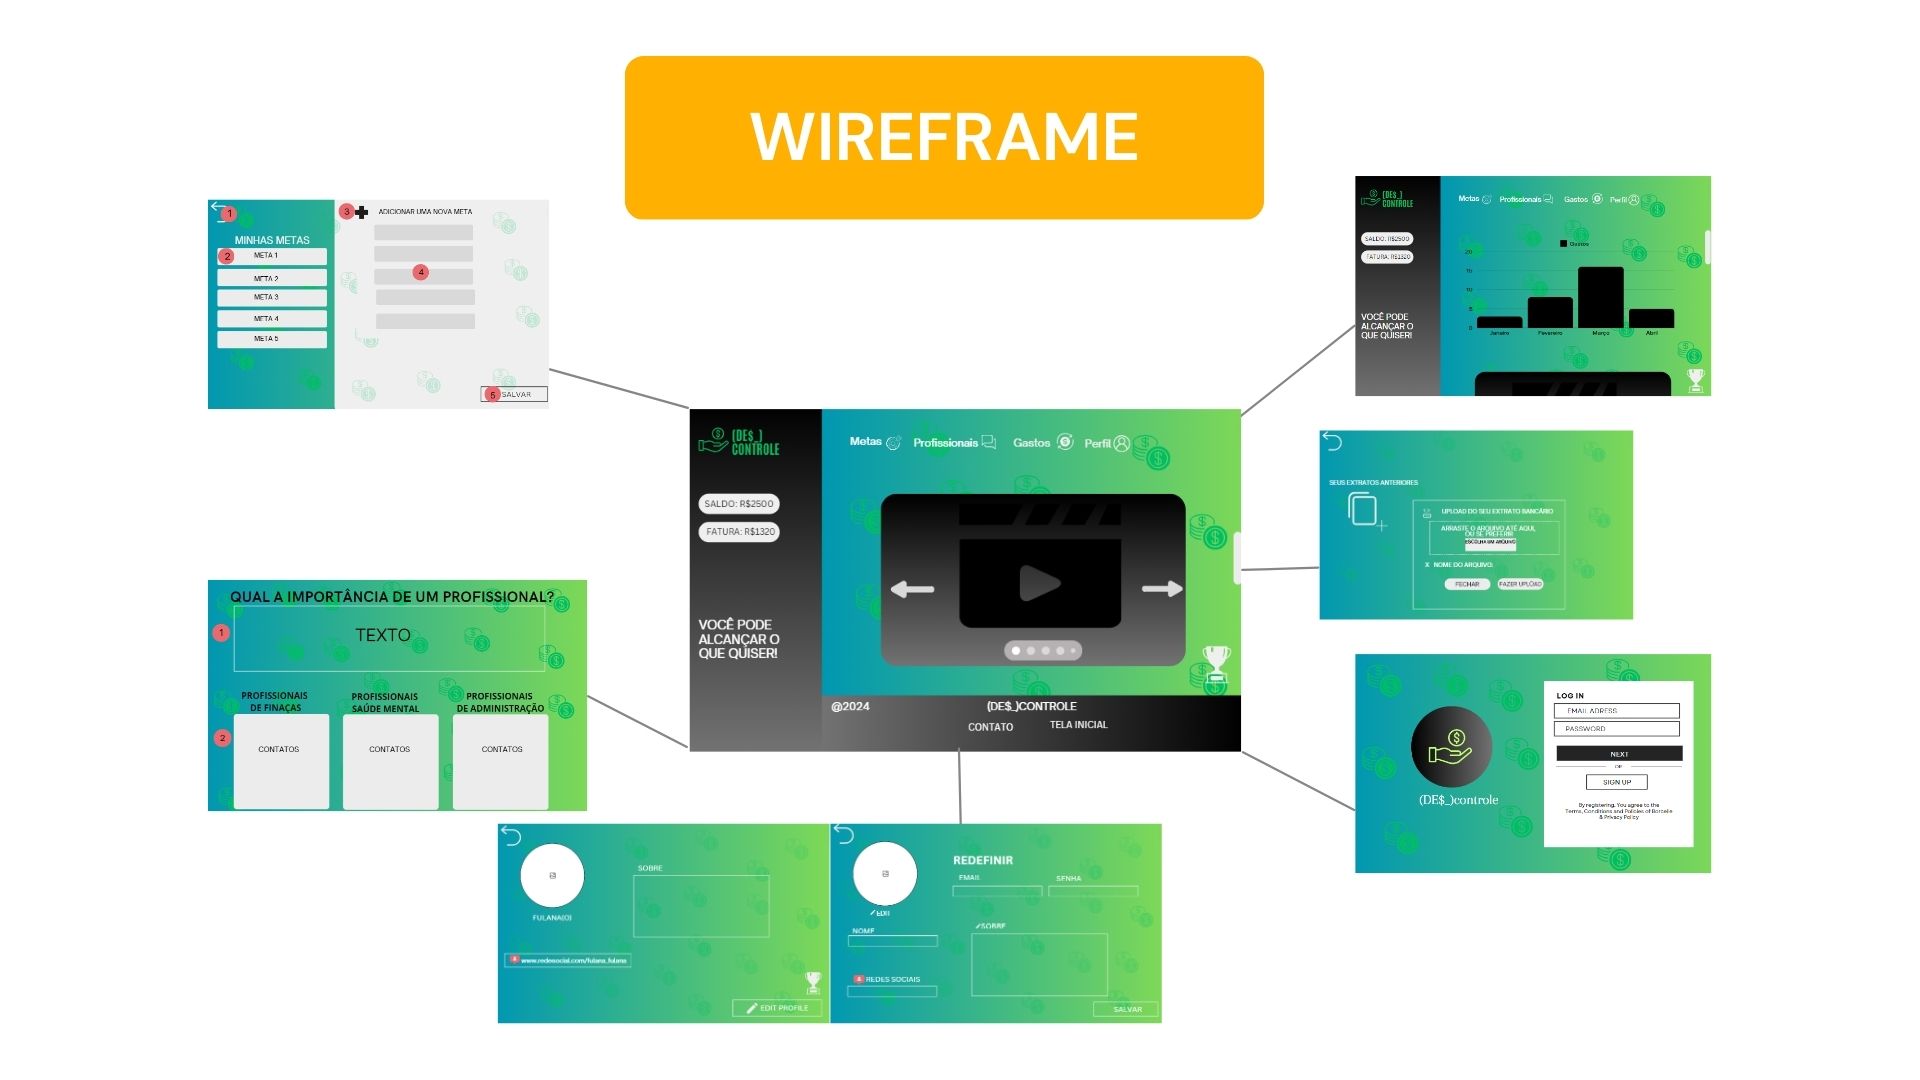 WIREFRAME
1
MINHAS METAS
2
META 1
META 2
META 3
META 4
META 5
3
ADICIONAR UMA NOVA META
4
5
SALVAR
(DE$_)
CONTROLE
Metas
Profissionais
Gastos
Perfil
SALDO: R$2500
FATURA: R$1320
VOCÊ PODE
ALCANÇAR O
QUE QUISER!
Gastos
20
15
10
5
0
Janeiro
Fevereiro
Março
Abril
(DE$_)
CONTROLE
Metas
Profissionais
Gastos
Perfil
SALDO: R$2500
FATURA: R$1320
VOCÊ PODE
ALCANÇAR O
QUE QUISER!
@2024
(DE$_)CONTROLE
CONTATO
TELA INICIAL
SEUS EXTRATOS ANTERIORES
UPLOAD DO SEU EXTRATO BANCÁRIO
ARRASTE O ARQUIVO ATÉ AQUI,
OU SE PREFERIR
ESCOLHA UM ARQUIVO
X NOME DO ARQUIVO:
FECHAR
FAZER UPLOAD
QUAL A IMPORTÂNCIA DE UM PROFISSIONAL?
1
TEXTO
PROFISSIONAIS
DE FINAÇAS
PROFISSIONAIS
SAÚDE MENTAL
PROFISSIONAIS
DE ADMINISTRAÇÃO
2
CONTATOS
CONTATOS
CONTATOS
(DE$_)controle
LOG IN
EMAIL ADRESS
PASSWORD
NEXT
OR
SIGN UP
By registering, You agree to the
Terms, Conditions and Policies of Borcelle
& Privacy Policy
FULANA(O)
SOBRE
www.redesocial.com/fulana_fulana
EDIT PROFILE
EDIT
REDEFINIR
EMAIL
SENHA
NOME
SOBRE
REDES SOCIAIS
SALVAR